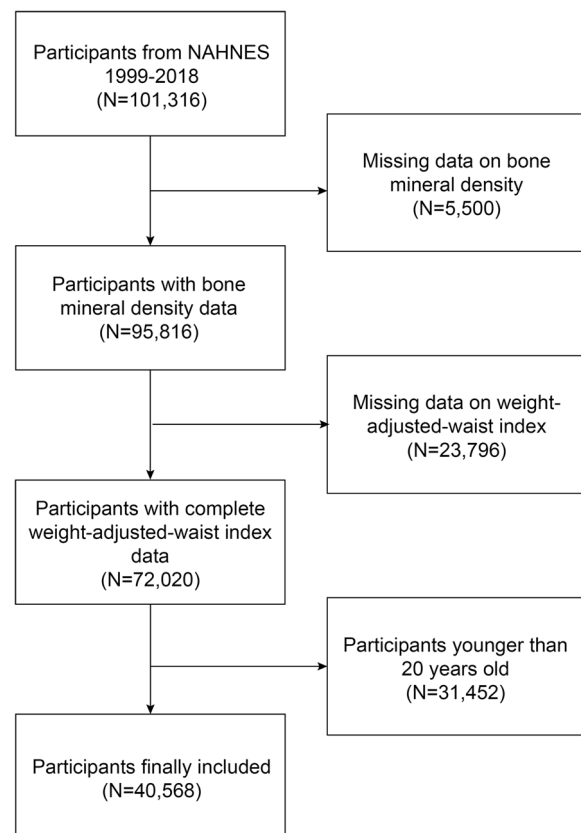 Participants from NAHNES
1999-2018
(N=101,316)
Missing data on bone
mineral density
(N=5,500)
Participants with bone
mineral density data
(N=95,816)
Missing data on weight-
adjusted-waist index
(N=23,796)
Participants with complete
weight-adjusted-waist index
data
(N=72,020)
Participants younger than
20 years old
(N=31,452)
Participants finally included
(N=40,568)